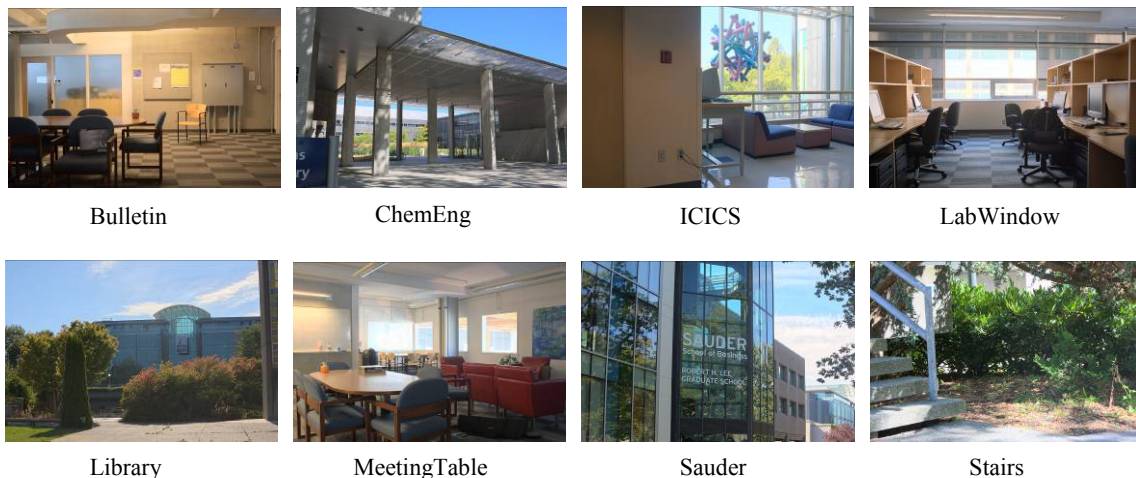 Bulletin
ChemEng
ICICS
LabWindow
Library
MeetingTable
Sauder
Stairs
SAUDER
School of Business
ROBERT H. LEE
GRADUATE SCHOOL